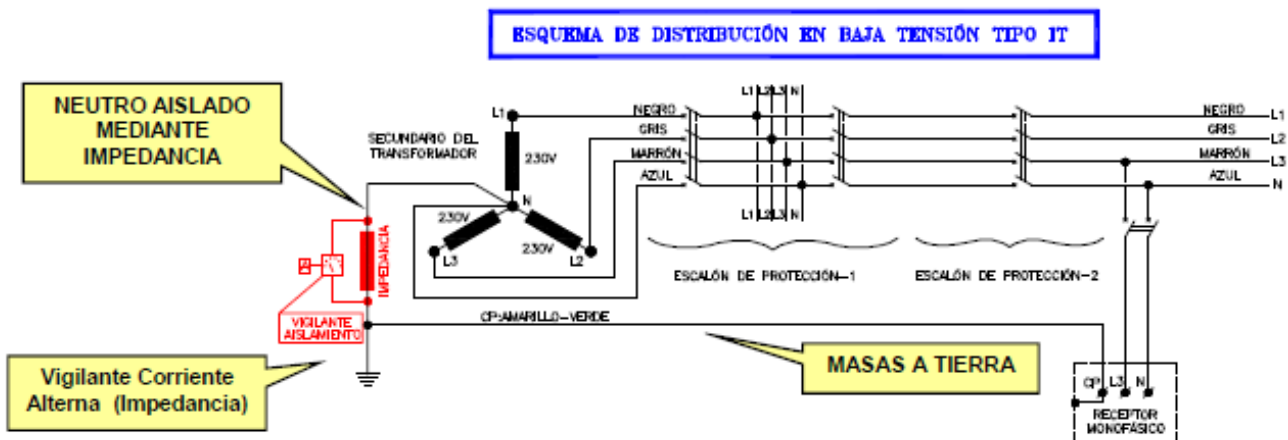 ESQUEMA DE DISTRIBUCIÓN EN BAJA TENSIÓN TIPO IT
NEUTRO AISLADO
MEDIANTE
IMPEDANCIA
SECUNDARIO DEL
TRANSFORMADOR
L1
230V
N
230V
230V
L3
L2
NEGRO
GRIS
MARRÓN
AZUL
L1 L2 L3 N
L1 L2 L3 N
NEGRO L1
GRIS L2
MARRÓN L3
AZUL N
ESCALÓN DE PROTECCIÓN-1
ESCALÓN DE PROTECCIÓN-2
IMPEDANCIA
VIGILANTE
AISLAMIENTO
CP:AMARILLO-VERDE
MASAS A TIERRA
Vigilante Corriente
Alterna (Impedancia)
CP L3 N
RECEPTOR
MONOFÁSICO